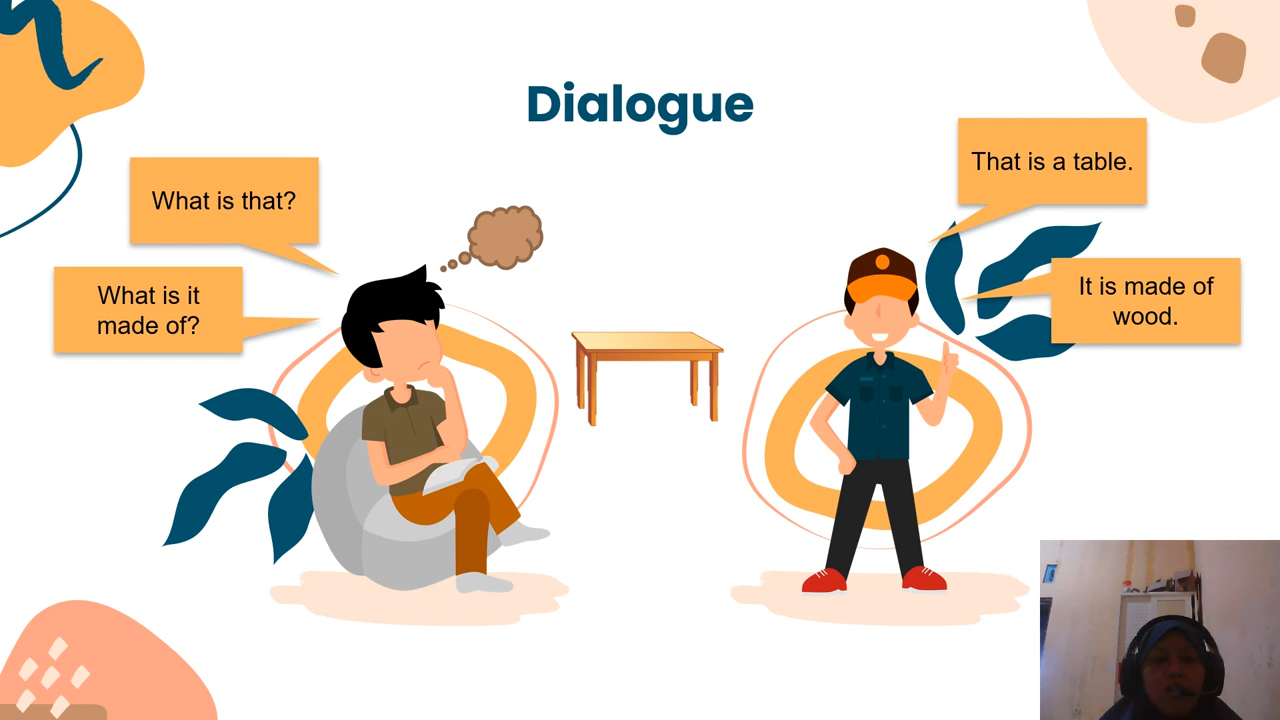 Dialogue
What is that?
That is a table.
What is it
made of?
It is made of
wood.